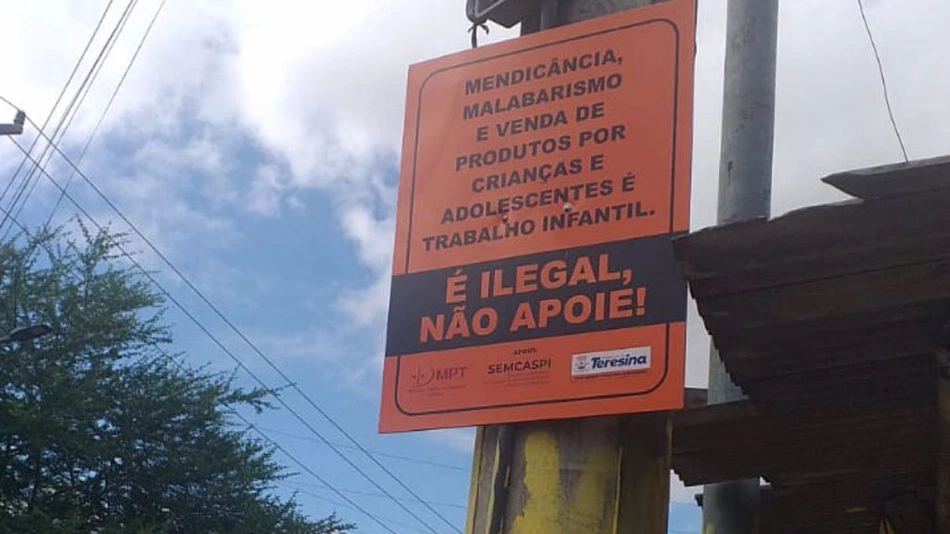 MENDICÂNCIA,
MALABARISMO
E VENDA DE
PRODUTOS POR
CRIANÇAS E
ADOLESCENTES É
TRABALHO INFANTIL.
É ILEGAL,
NÃO APOIE!
APOIO:
MPT
SEMCASPI
Teresina